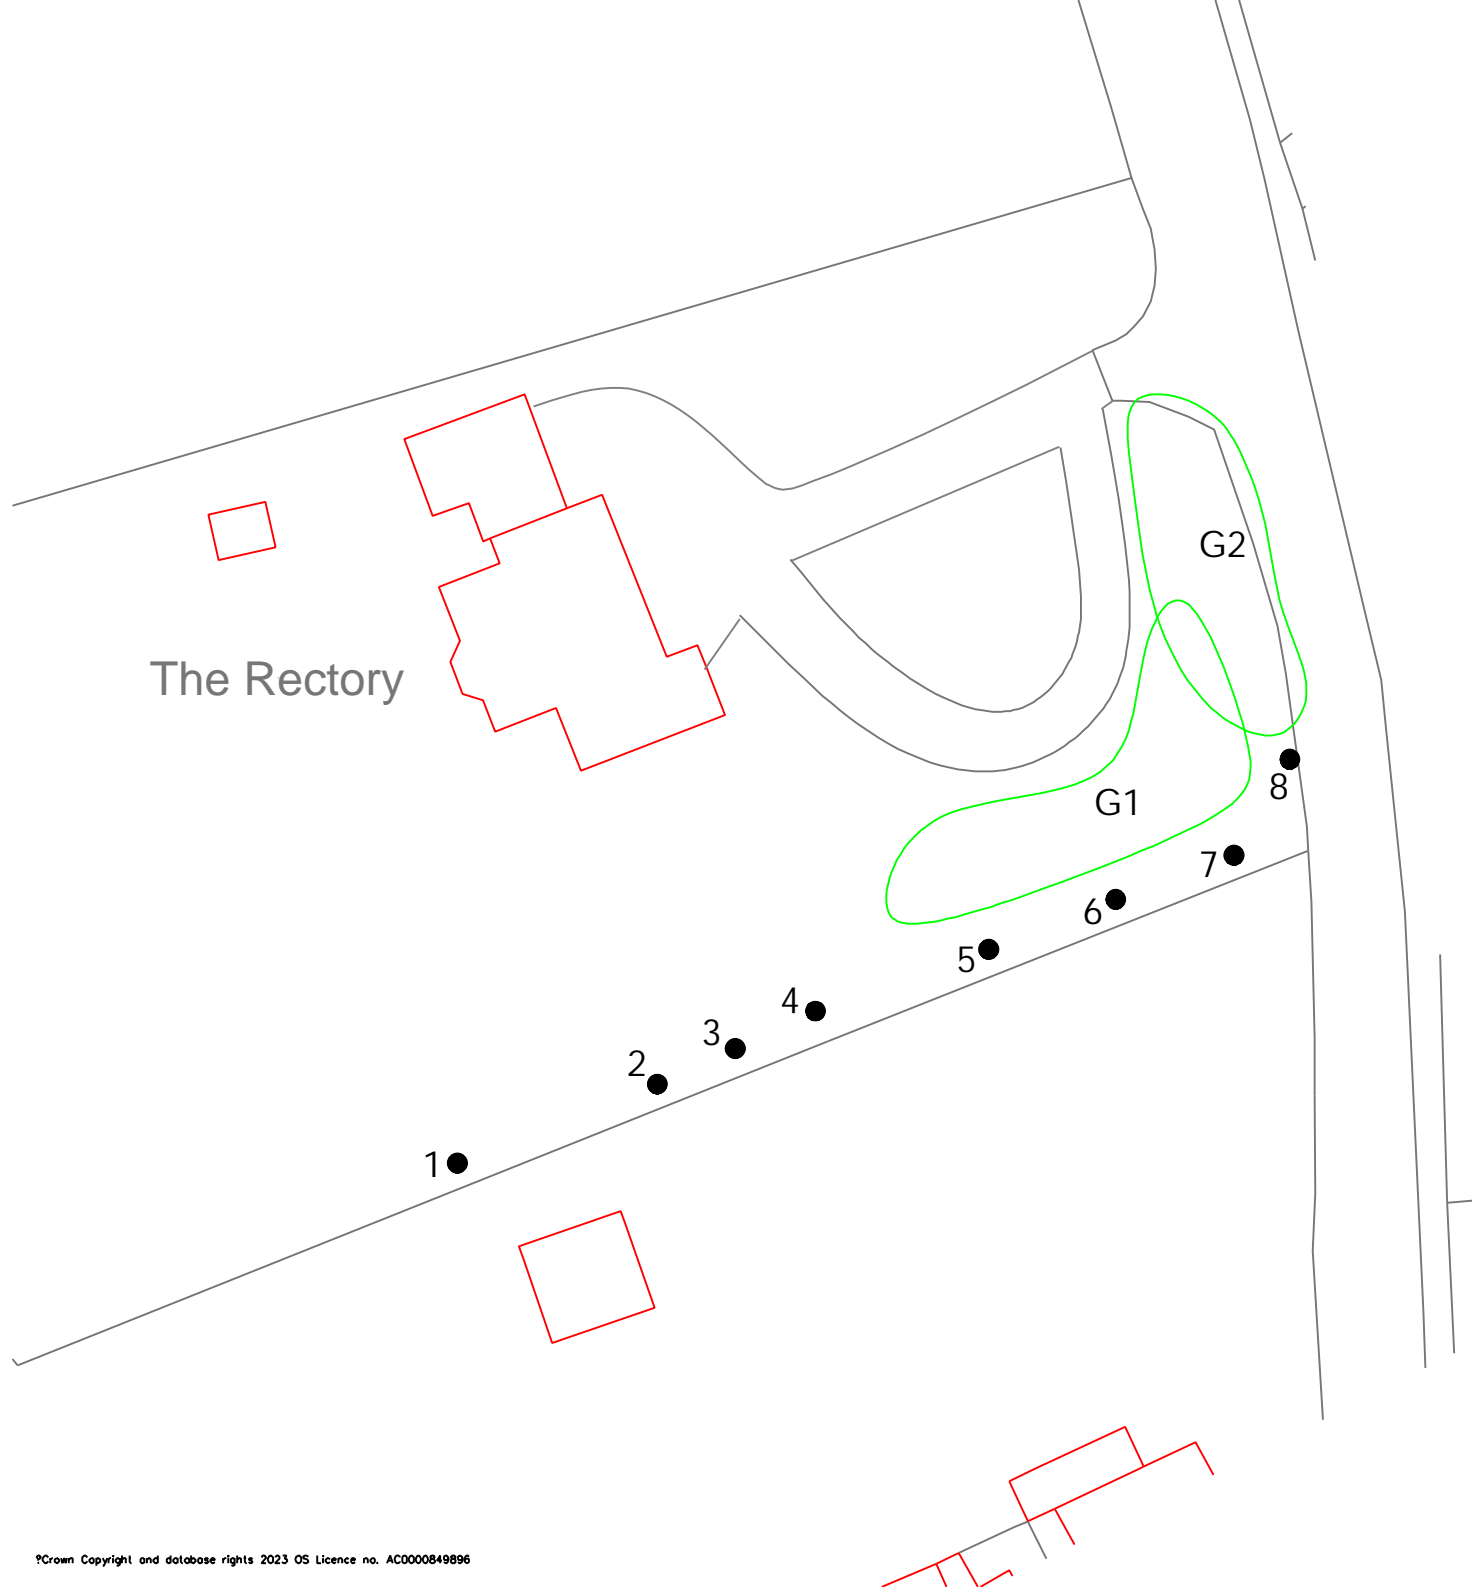 G2
The Rectory
G1
8
7
6
5
4
3
2
1
?Crown Copyright and database rights 2023 OS Licence no. AC0000849896